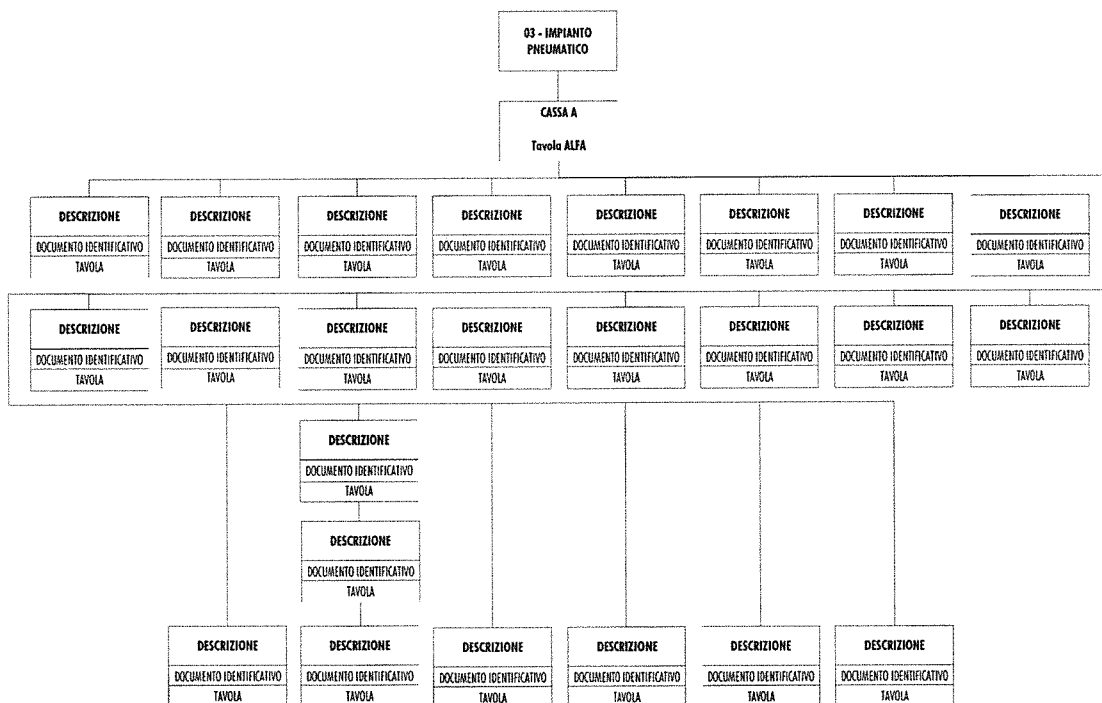 03 - IMPIANTO
PNEUMATICO
CASSA A
Tavola ALFA
DESCRIZIONE DESCRIZIONE DESCRIZIONE DESCRIZIONE DESCRIZIONE DESCRIZIONE DESCRIZIONE DESCRIZIONE
DOCUMENTO IDENTIFICATIVO DOCUMENTO IDENTIFICATIVO DOCUMENTO IDENTIFICATIVO DOCUMENTO IDENTIFICATIVO DOCUMENTO IDENTIFICATIVO DOCUMENTO IDENTIFICATIVO DOCUMENTO IDENTIFICATIVO DOCUMENTO IDENTIFICATIVO
TAVOLA TAVOLA TAVOLA TAVOLA TAVOLA TAVOLA TAVOLA TAVOLA
DESCRIZIONE DESCRIZIONE DESCRIZIONE DESCRIZIONE DESCRIZIONE DESCRIZIONE DESCRIZIONE DESCRIZIONE
DOCUMENTO IDENTIFICATIVO DOCUMENTO IDENTIFICATIVO DOCUMENTO IDENTIFICATIVO DOCUMENTO IDENTIFICATIVO DOCUMENTO IDENTIFICATIVO DOCUMENTO IDENTIFICATIVO DOCUMENTO IDENTIFICATIVO DOCUMENTO IDENTIFICATIVO
TAVOLA TAVOLA TAVOLA TAVOLA TAVOLA TAVOLA TAVOLA TAVOLA
DESCRIZIONE
DOCUMENTO IDENTIFICATIVO
TAVOLA
DESCRIZIONE
DOCUMENTO IDENTIFICATIVO
TAVOLA
DESCRIZIONE DESCRIZIONE DESCRIZIONE DESCRIZIONE DESCRIZIONE DESCRIZIONE
DOCUMENTO IDENTIFICATIVO DOCUMENTO IDENTIFICATIVO DOCUMENTO IDENTIFICATIVO DOCUMENTO IDENTIFICATIVO DOCUMENTO IDENTIFICATIVO DOCUMENTO IDENTIFICATIVO
TAVOLA TAVOLA TAVOLA TAVOLA TAVOLA TAVOLA